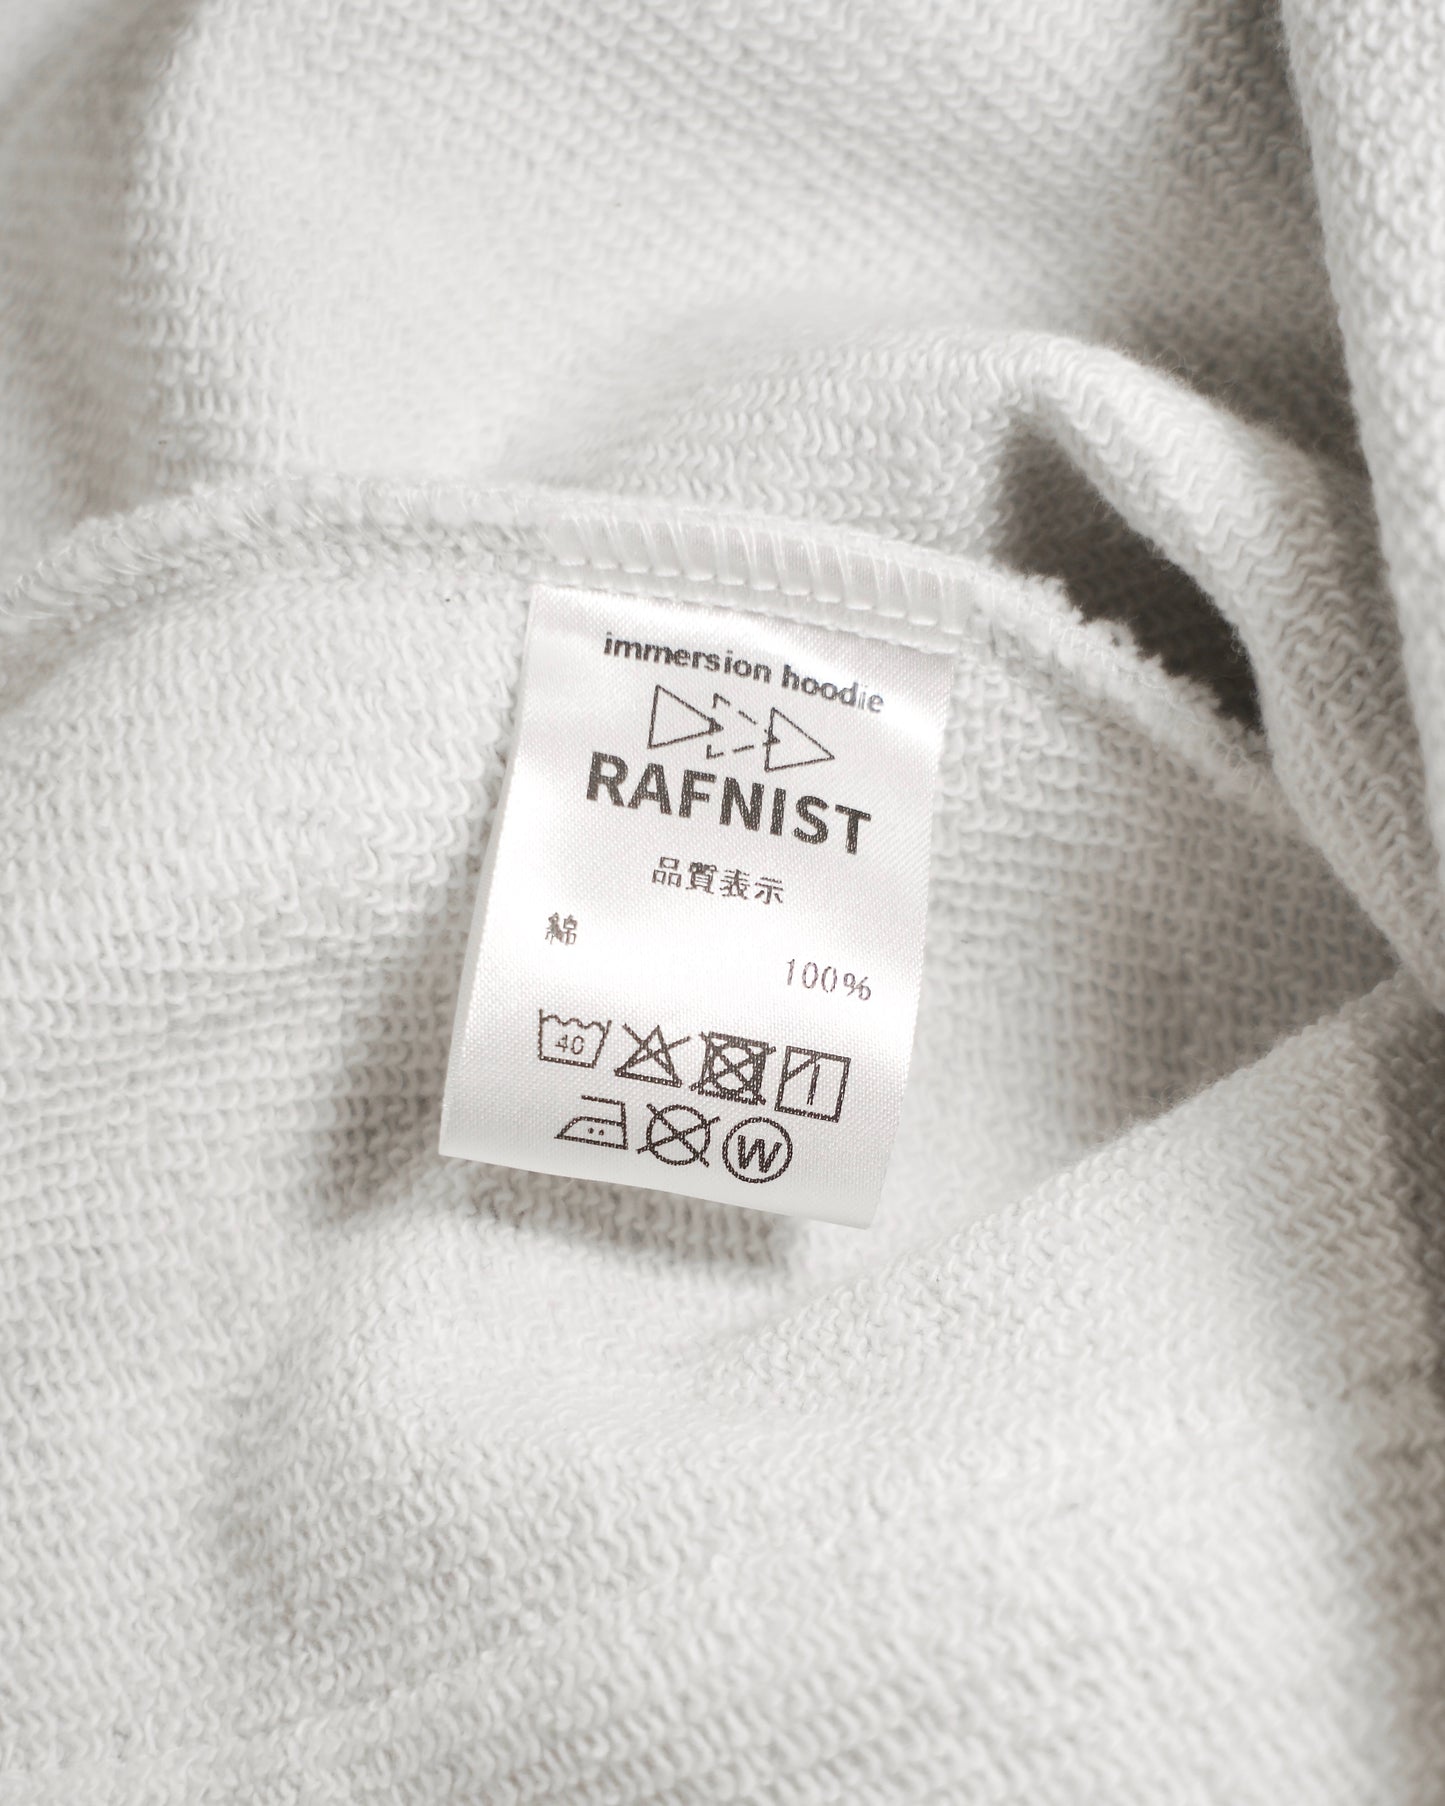 immersion hoodie
RAFNIST
品質表示
綿 100%
40
W